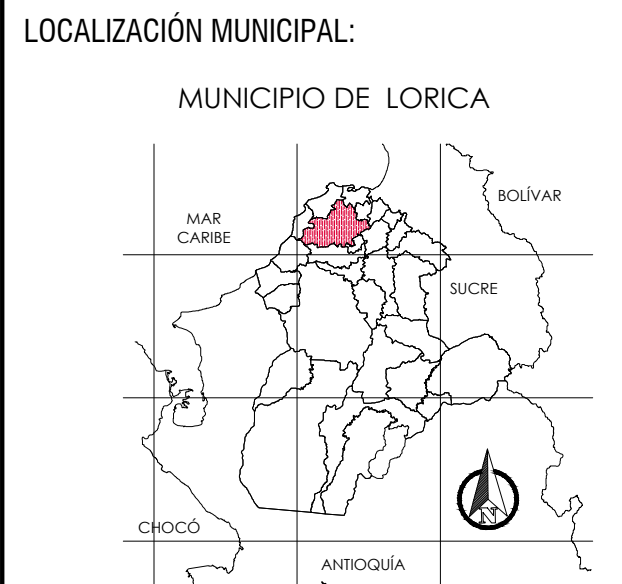 LOCALIZACIÓN MUNICIPAL:
MUNICIPIO DE LORICA
BOLÍVAR
MAR
CARIBE
SUCRE
N
CHOCÓ
ANTIOQUÍA